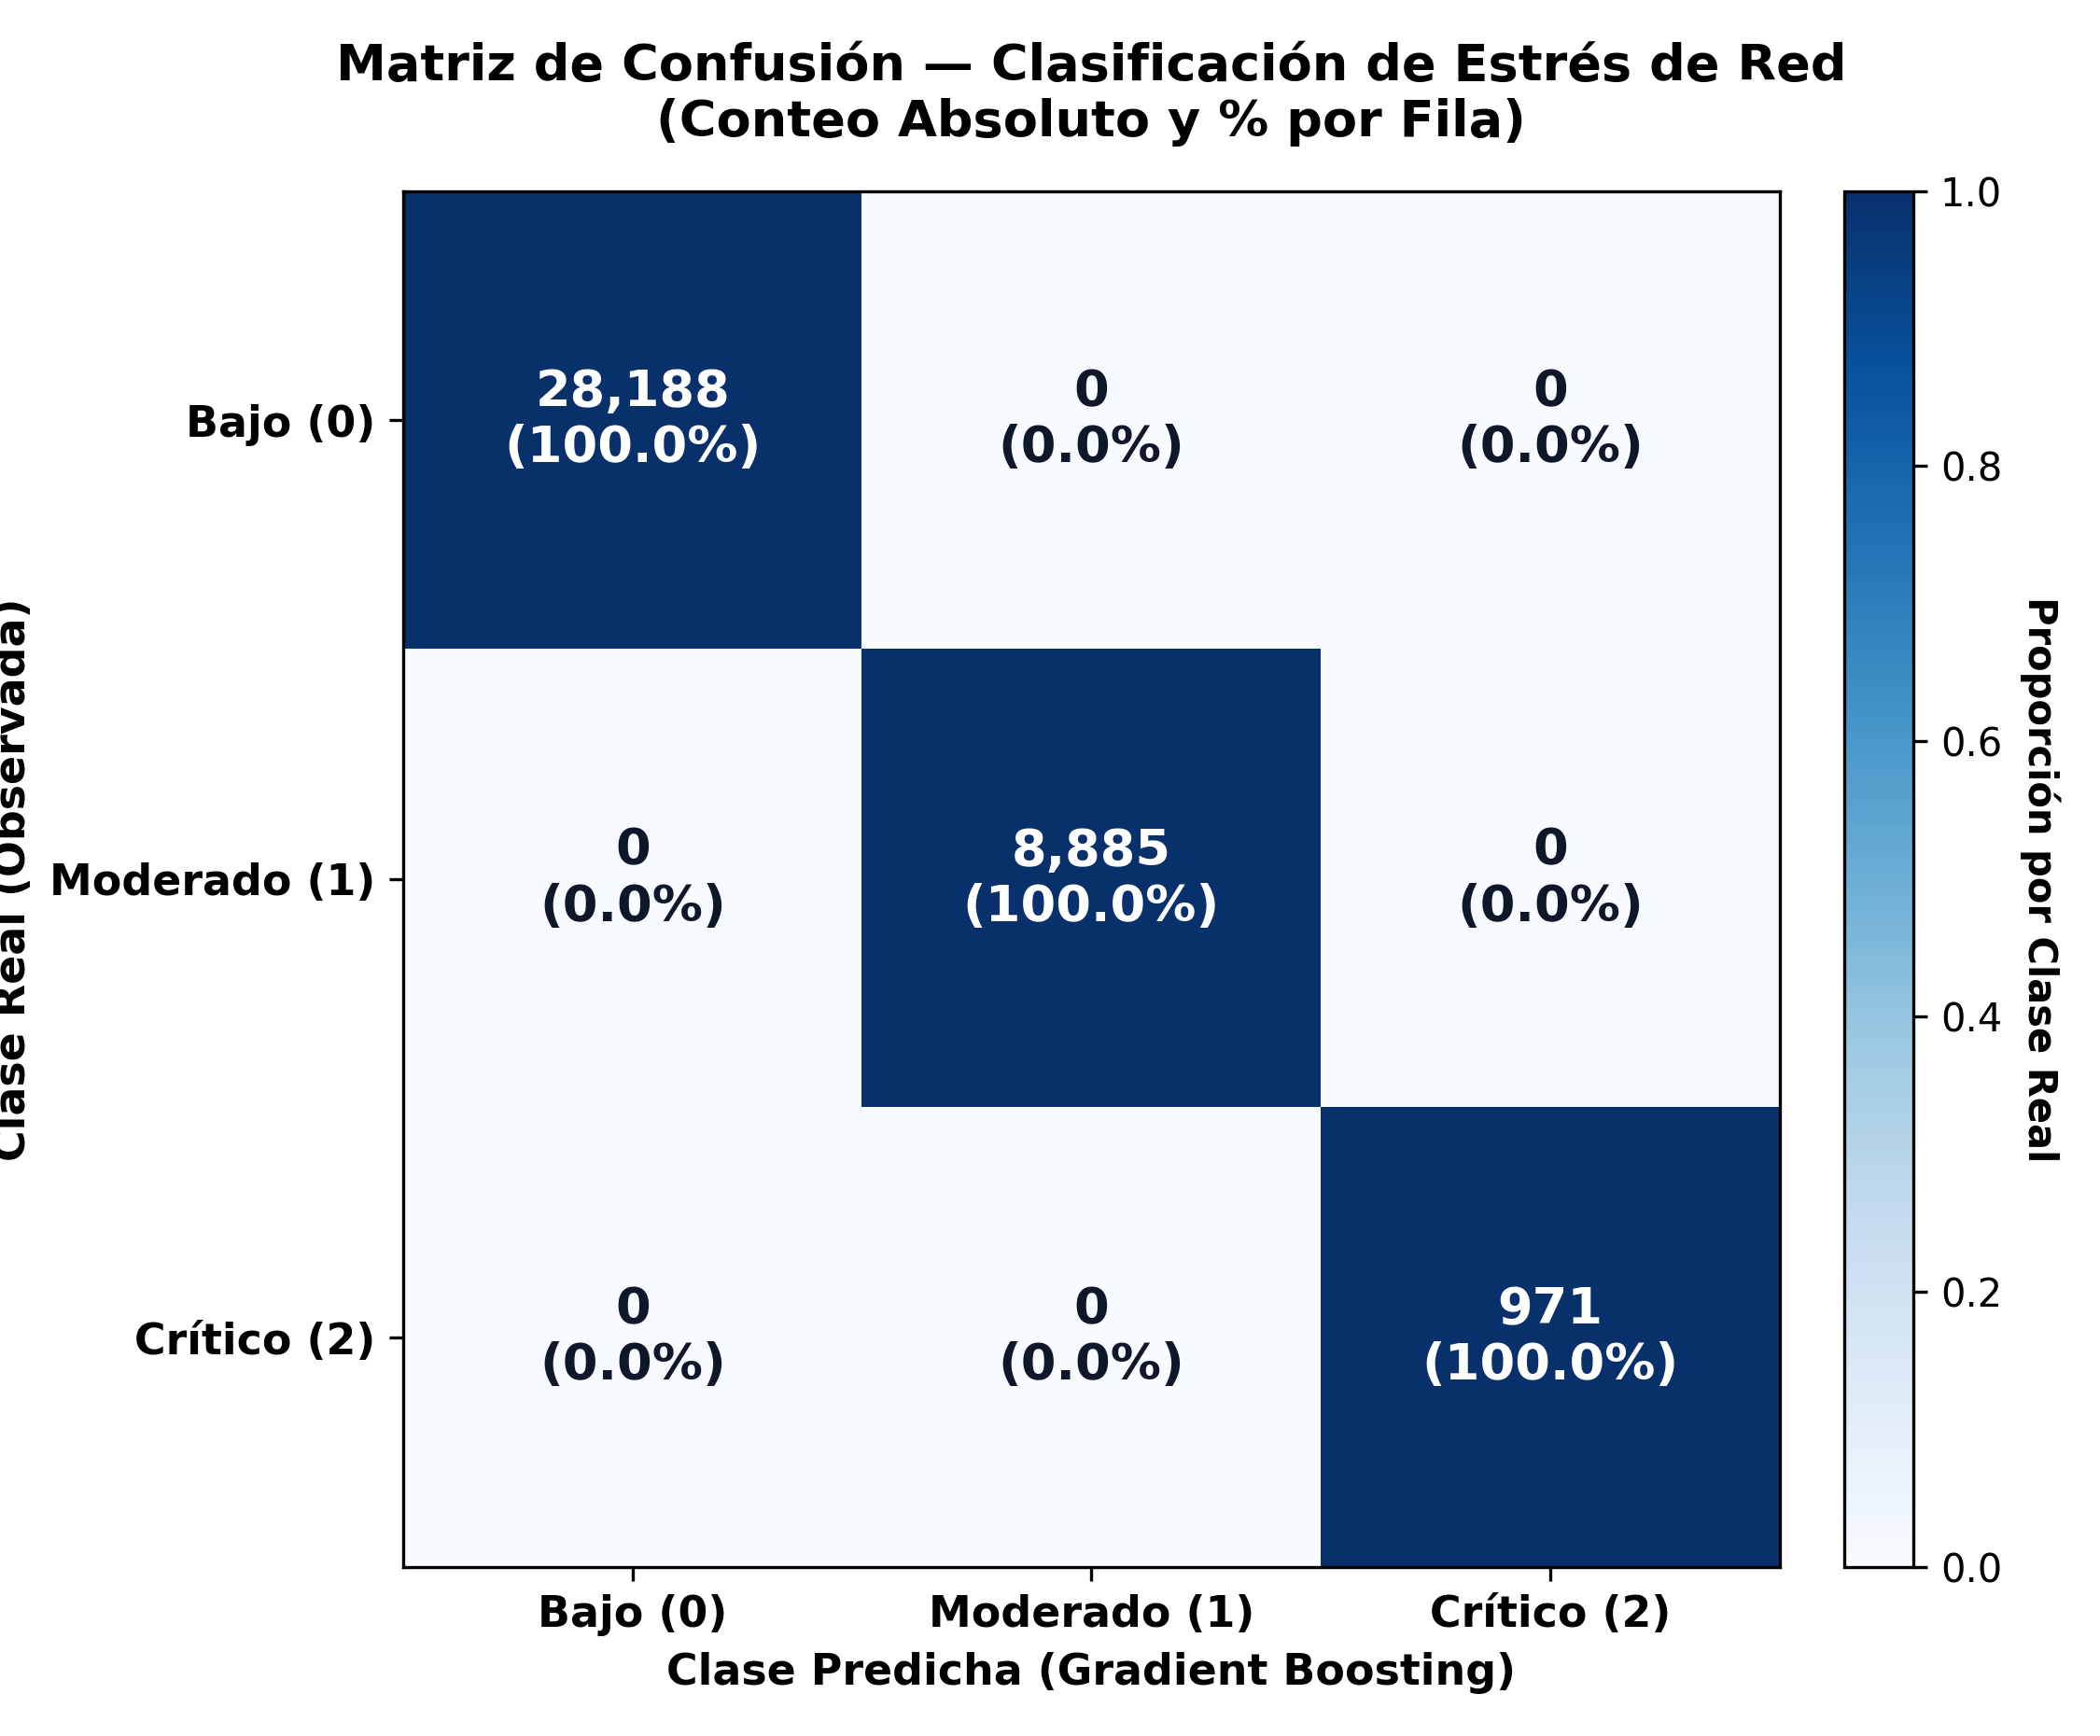 Matriz de Confusión — Clasificación de Estrés de Red
(Conteo Absoluto y % por Fila)
Clase Real (Observada)
Bajo (0)
28,188
(100.0%)
0
(0.0%)
0
(0.0%)
Moderado (1)
0
(0.0%)
8,885
(100.0%)
0
(0.0%)
Crítico (2)
0
(0.0%)
0
(0.0%)
971
(100.0%)
Bajo (0)
Moderado (1)
Crítico (2)
Clase Predicha (Gradient Boosting)
1.0
0.8
0.6
0.4
0.2
0.0
Proporción por Clase Real